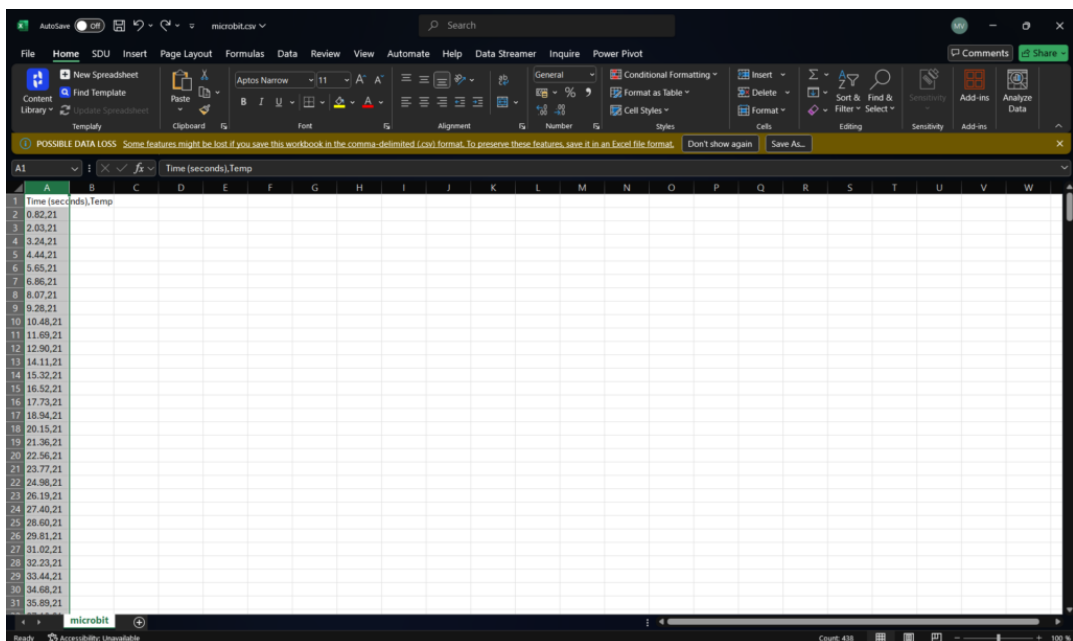 AutoSave Off microbit.csv Search MV
File Home SDU Insert Page Layout Formulas Data Review View Automate Help Data Streamer Inquire Power Pivot Comments Share
New Spreadsheet
Find Template
Update Spreadsheet
Content Library
Templafy
Paste
Clipboard
Aptos Narrow 11 A A
B I U A
Font
Alignment
General
% 9
Number
Conditional Formatting
Format as Table
Cell Styles
Styles
Insert
Delete
Format
Cells
Sort & Filter Find & Select
Editing
Sensitivity
Sensitivity
Add-ins
Add-ins
Analyze Data
POSSIBLE DATA LOSS Some features might be lost if you save this workbook in the comma-delimited (.csv) format. To preserve these features, save it in an Excel file format. Don't show again Save As...
A1 fx Time (seconds),Temp
A B C D E F G H I J K L M N O P Q R S T U V W
1 Time (seconds),Temp
2 0.82,21
3 2.03,21
4 3.24,21
5 4.44,21
6 5.65,21
7 6.86,21
8 8.07,21
9 9.28,21
10 10.48,21
11 11.69,21
12 12.90,21
13 14.11,21
14 15.32,21
15 16.52,21
16 17.73,21
17 18.94,21
18 20.15,21
19 21.36,21
20 22.56,21
21 23.77,21
22 24.98,21
23 26.19,21
24 27.40,21
25 28.60,21
26 29.81,21
27 31.02,21
28 32.23,21
29 33.44,21
30 34.68,21
31 35.89,21
microbit
Ready Accessibility: Unavailable Count: 438 100 %